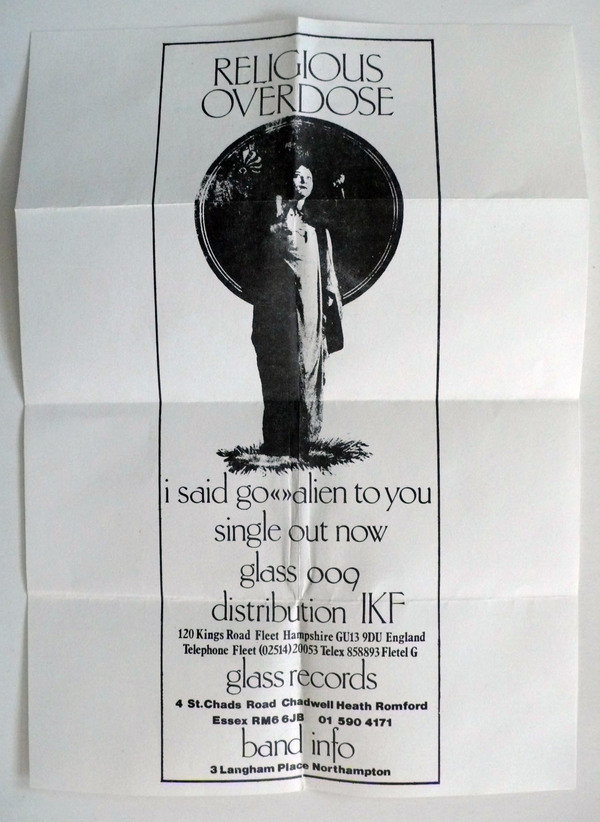 RELIGIOUS
OVERDOSE
i said go«»alien to you
single out now
glass 009
distribution IKF
120 Kings Road Fleet Hampshire GU13 9DU England
Telephone Fleet (02514) 20053 Telex 858893 Fletel G
glass records
4 St.Chads Road Chadwell Heath Romford
Essex RM6 6JB 01 590 4171
band info
3 Langham Place Northampton